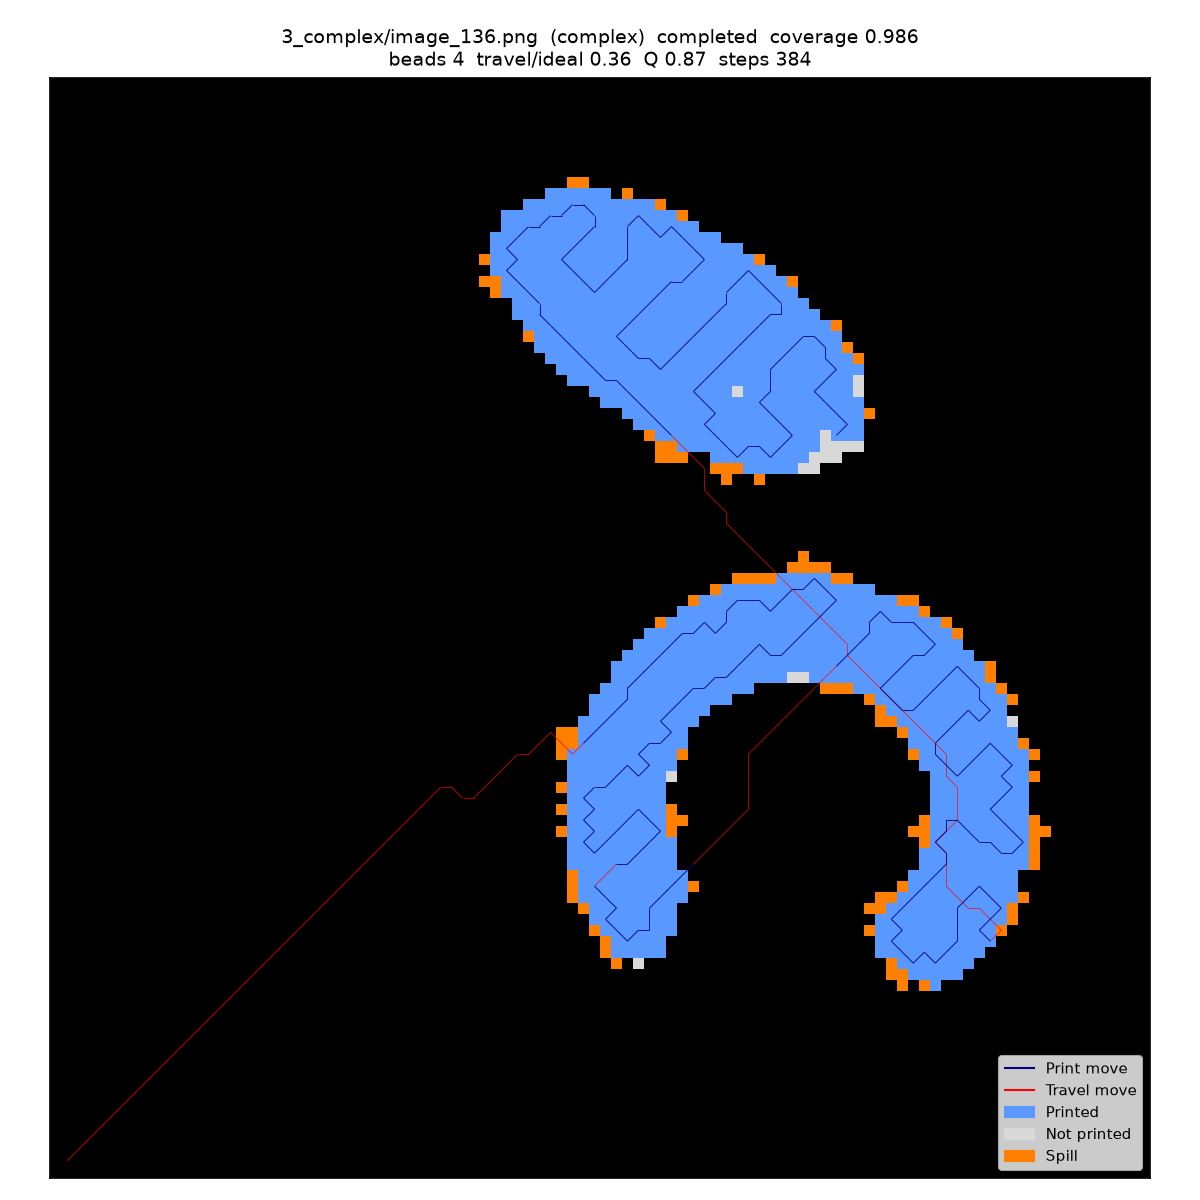 3_complex/image_136.png  (complex)  completed  coverage 0.986
beads 4  travel/ideal 0.36  Q 0.87  steps 384
Print move
Travel move
Printed
Not printed
Spill